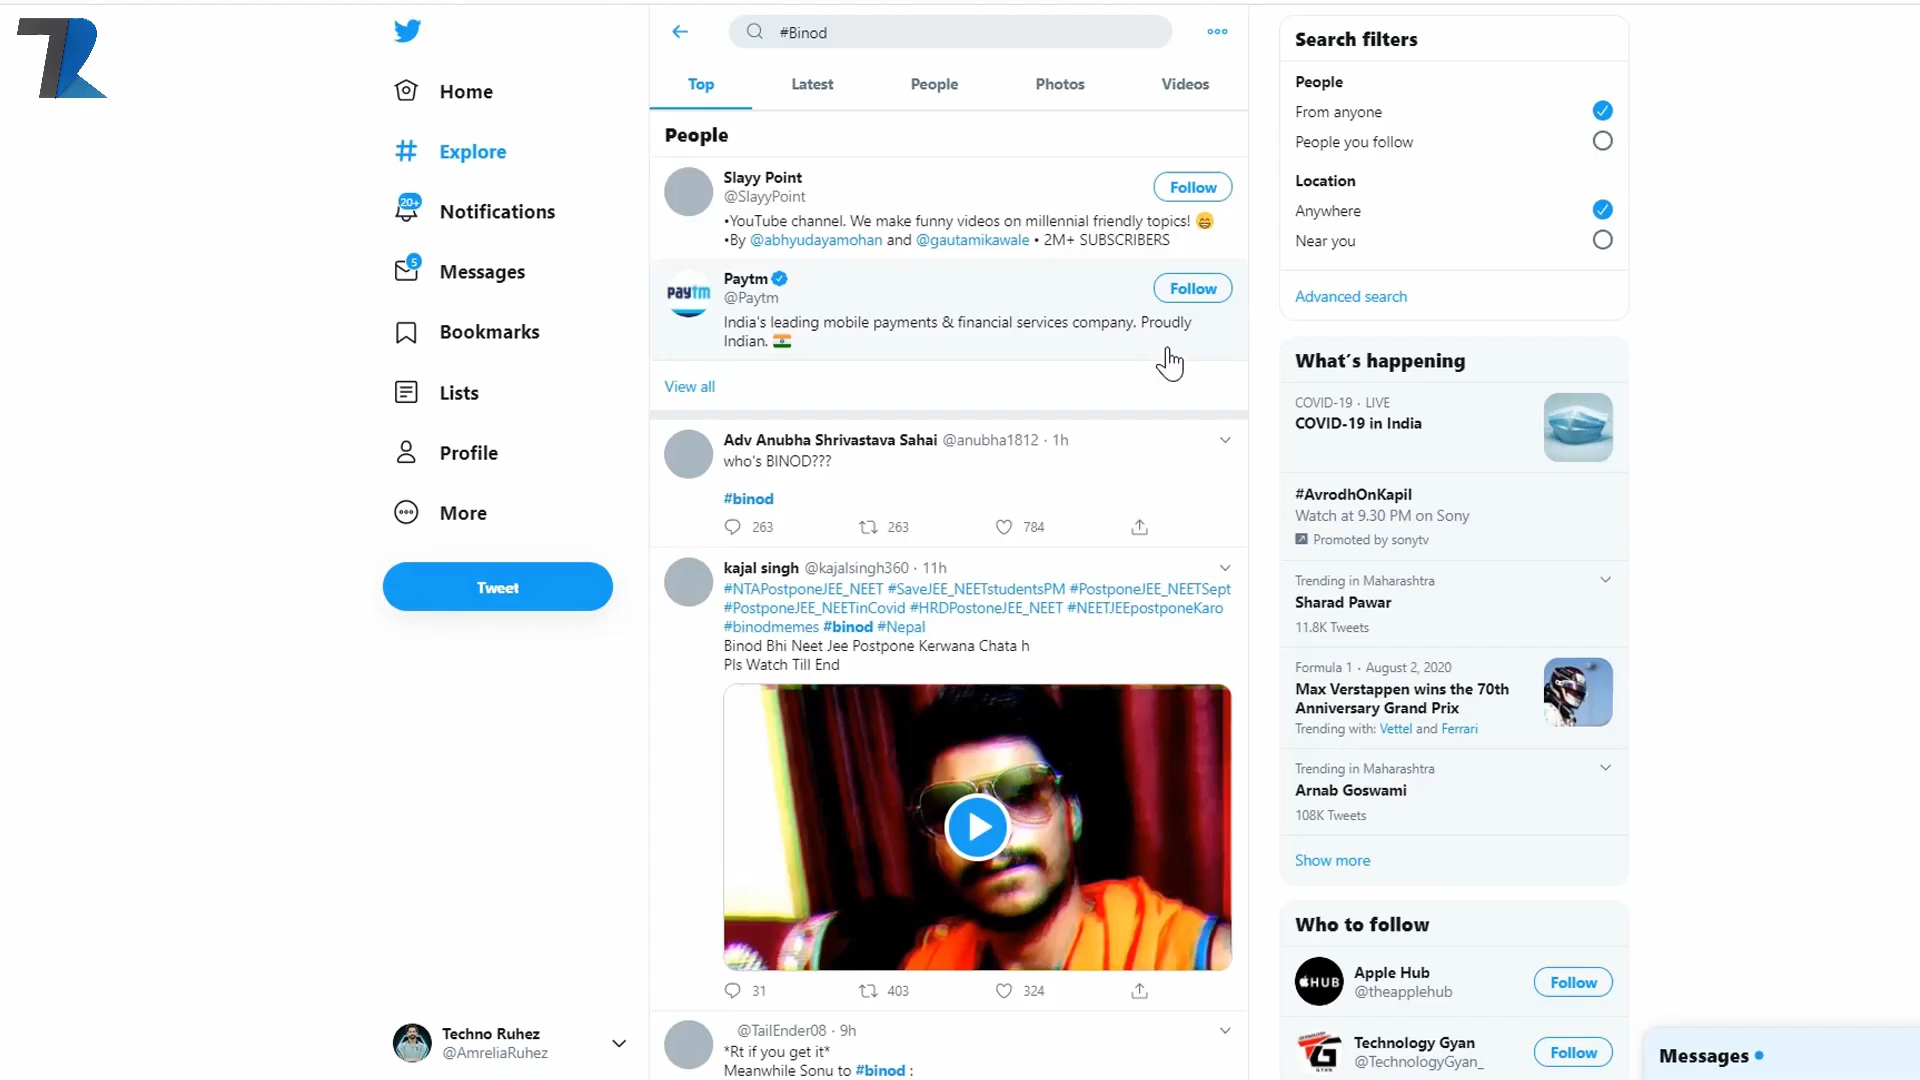 #Binod
Home
Explore
20+
Notifications
5
Messages
Bookmarks
Lists
Profile
More
Tweet
Techno Ruhez
@AmreliaRuhez
Top
Latest
People
Photos
Videos
People
Slayy Point
@SlayyPoint
Follow
•YouTube channel. We make funny videos on millennial friendly topics! 😁
•By @abhyudayamohan and @gautamikawale • 2M+ SUBSCRIBERS
paytm
Paytm
@Paytm
Follow
India's leading mobile payments & financial services company. Proudly
Indian. 🇮🇳
View all
Adv Anubha Shrivastava Sahai @anubha1812 · 1h
who's BINOD???
#binod
263
263
784
kajal singh @kajalsingh360 · 11h
#NTAPostponeJEE_NEET #SaveJEE_NEETstudentsPM #PostponeJEE_NEETSept
#PostponeJEE_NEETinCovid #HRDPostoneJEE_NEET #NEETJEEpostponeKaro
#binodmemes #binod #Nepal
Binod Bhi Neet Jee Postpone Kerwana Chata h
Pls Watch Till End
31
403
324
@TailEnder08 · 9h
*Rt if you get it*
Meanwhile Sonu to #binod :
Search filters
People
From anyone
People you follow
Location
Anywhere
Near you
Advanced search
What's happening
COVID-19 · LIVE
COVID-19 in India
#AvrodhOnKapil
Watch at 9.30 PM on Sony
Promoted by sonytv
Trending in Maharashtra
Sharad Pawar
11.8K Tweets
Formula 1 · August 2, 2020
Max Verstappen wins the 70th
Anniversary Grand Prix
Trending with: Vettel and Ferrari
Trending in Maharashtra
Arnab Goswami
108K Tweets
Show more
Who to follow
HUB
Apple Hub
@theapplehub
Follow
TG
GYAN
Technology Gyan
@TechnologyGyan_
Follow
Messages